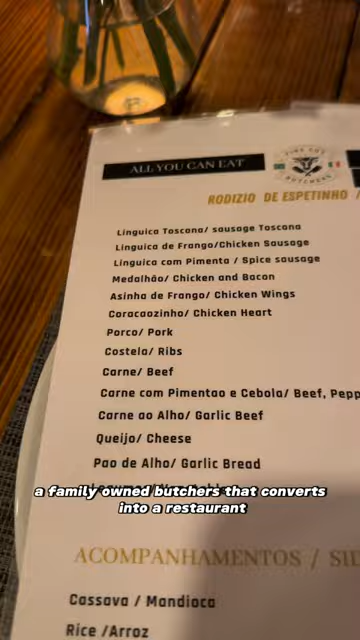 ALL YOU CAN EAT
FINE CUT
BUTCHERS
RODIZIO DE ESPETINHO /
Linguica Toscana/ sausage Toscana
Linguica de Frango/Chicken Sausage
Linguica com Pimenta / Spice sausage
Medalhão/ Chicken and Bacon
Asinha de Frango/ Chicken Wings
Coracaozinho/ Chicken Heart
Porco/ Pork
Costela/ Ribs
Carne/ Beef
Carne com Pimentao e Cebola/ Beef, Pepp
Carne ao Alho/ Garlic Beef
Queijo/ Cheese
Pao de Alho/ Garlic Bread
a family owned butchers that converts
into a restaurant
ACOMPANHAMENTOS / SID
Cassava / Mandioca
Rice /Arroz